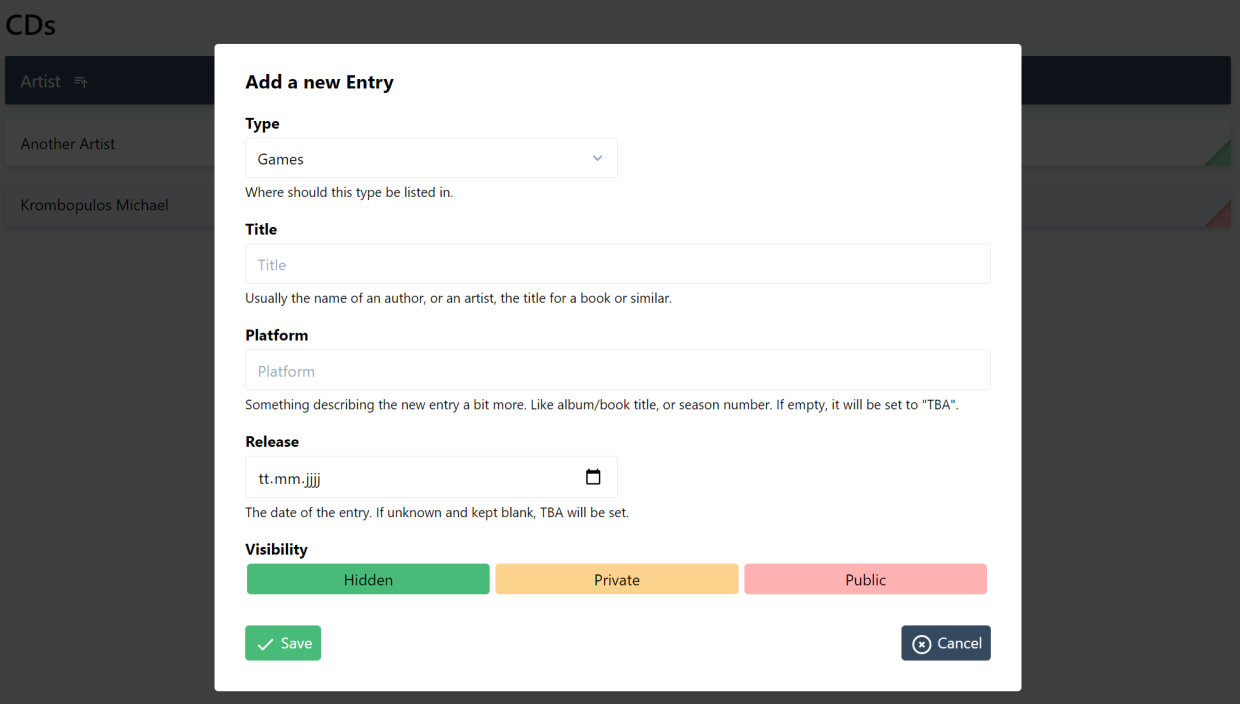 CDs
Artist
Another Artist
Krombopulos Michael
Add a new Entry
Type
Games
Where should this type be listed in.
Title
Title
Usually the name of an author, or an artist, the title for a book or similar.
Platform
Platform
Something describing the new entry a bit more. Like album/book title, or season number. If empty, it will be set to "TBA".
Release
tt.mm.jjjj
The date of the entry. If unknown and kept blank, TBA will be set.
Visibility
Hidden Private Public
Save Cancel